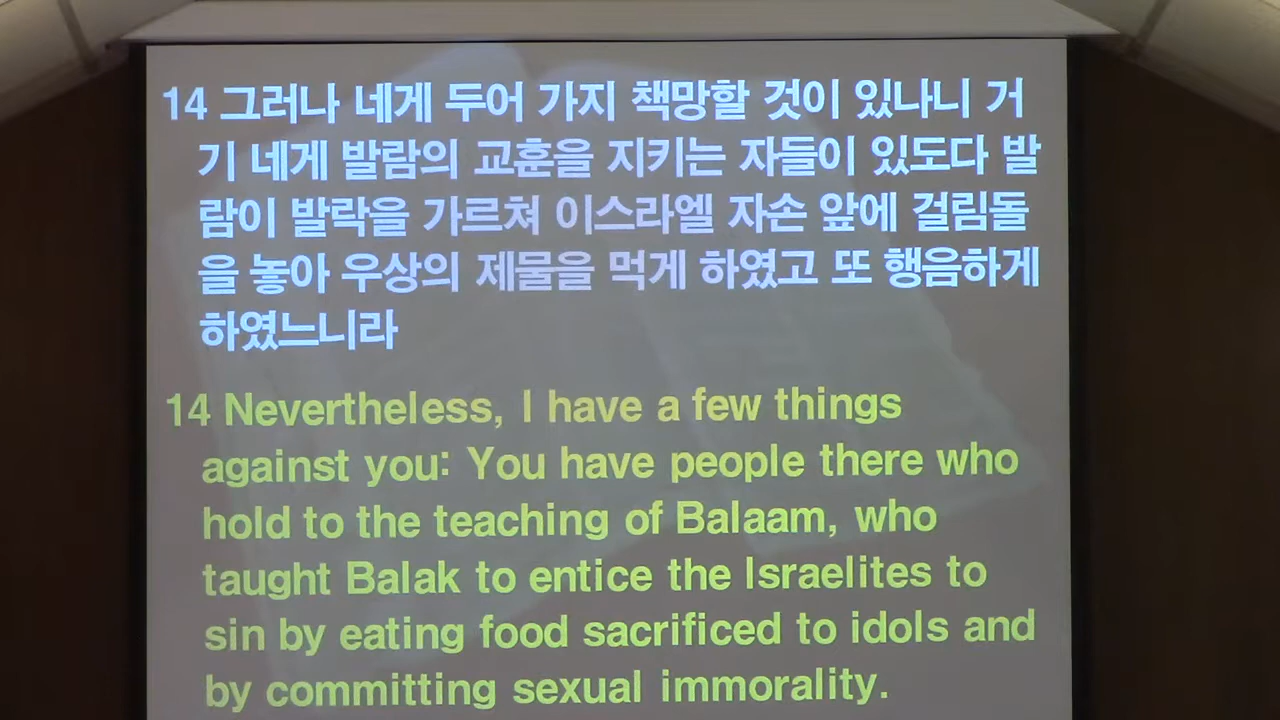 14 그러나 네게 두어 가지 책망할 것이 있나니 거
기 네게 발람의 교훈을 지키는 자들이 있도다 발
람이 발락을 가르쳐 이스라엘 자손 앞에 걸림돌
을 놓아 우상의 제물을 먹게 하였고 또 행음하게
하였느니라
14 Nevertheless, I have a few things
against you: You have people there who
hold to the teaching of Balaam, who
taught Balak to entice the Israelites to
sin by eating food sacrificed to idols and
by committing sexual immorality.